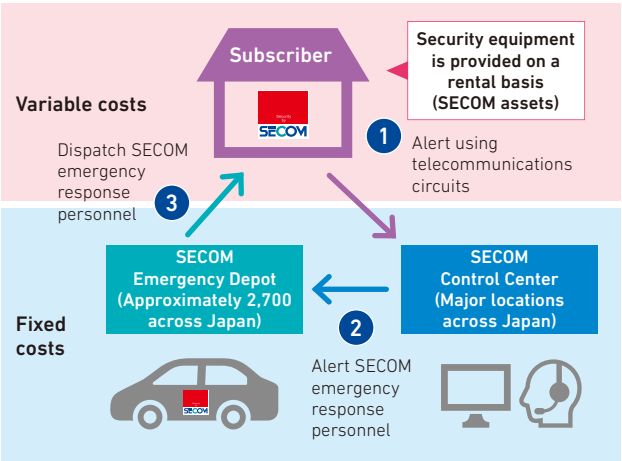 Subscriber
Security equipment
is provided on a
rental basis
(SECOM assets)
Variable costs
Security
by
SECOM
1
Alert using
telecommunications
circuits
Dispatch SECOM
emergency
response
personnel
3
SECOM
Emergency Depot
(Approximately 2,700
across Japan)
SECOM
Control Center
(Major locations
across Japan)
Fixed
costs
2
Alert SECOM
emergency
response
personnel
SECOM